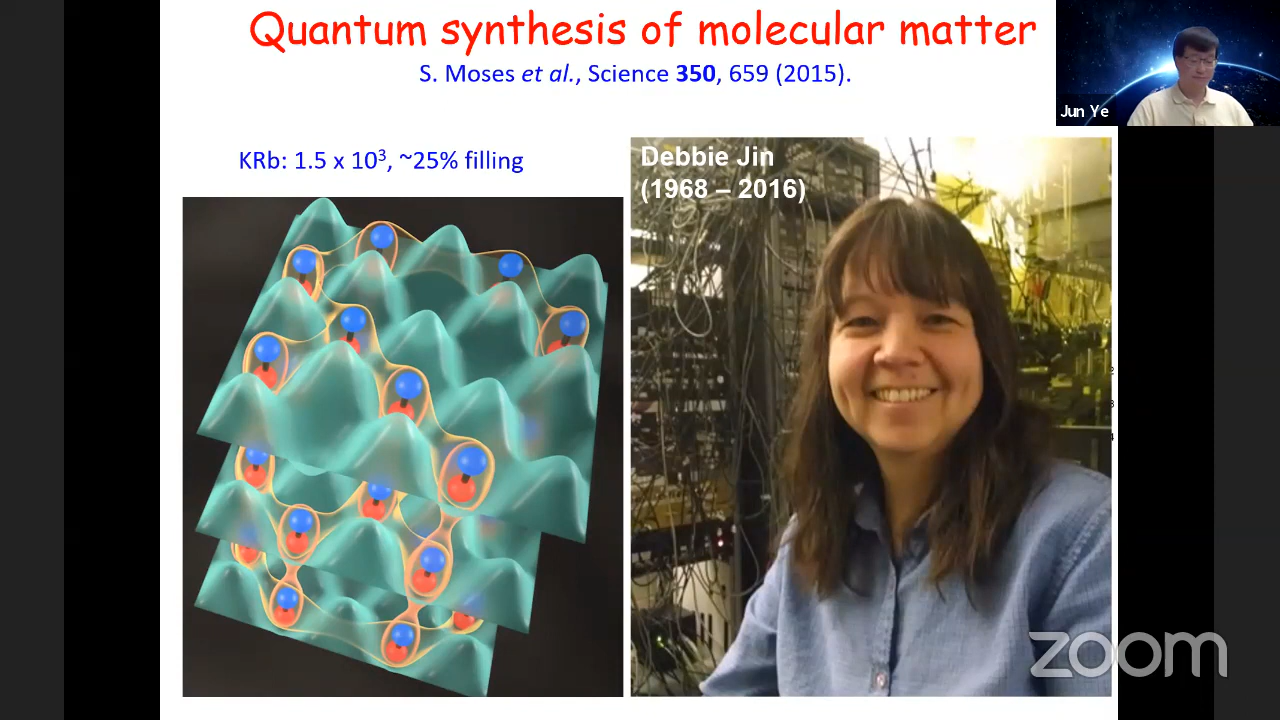 Quantum synthesis of molecular matter
S. Moses et al., Science 350, 659 (2015).
Jun Ye
KRb: 1.5 x 10³, ~25% filling
Debbie Jin
(1968 – 2016)
zoom